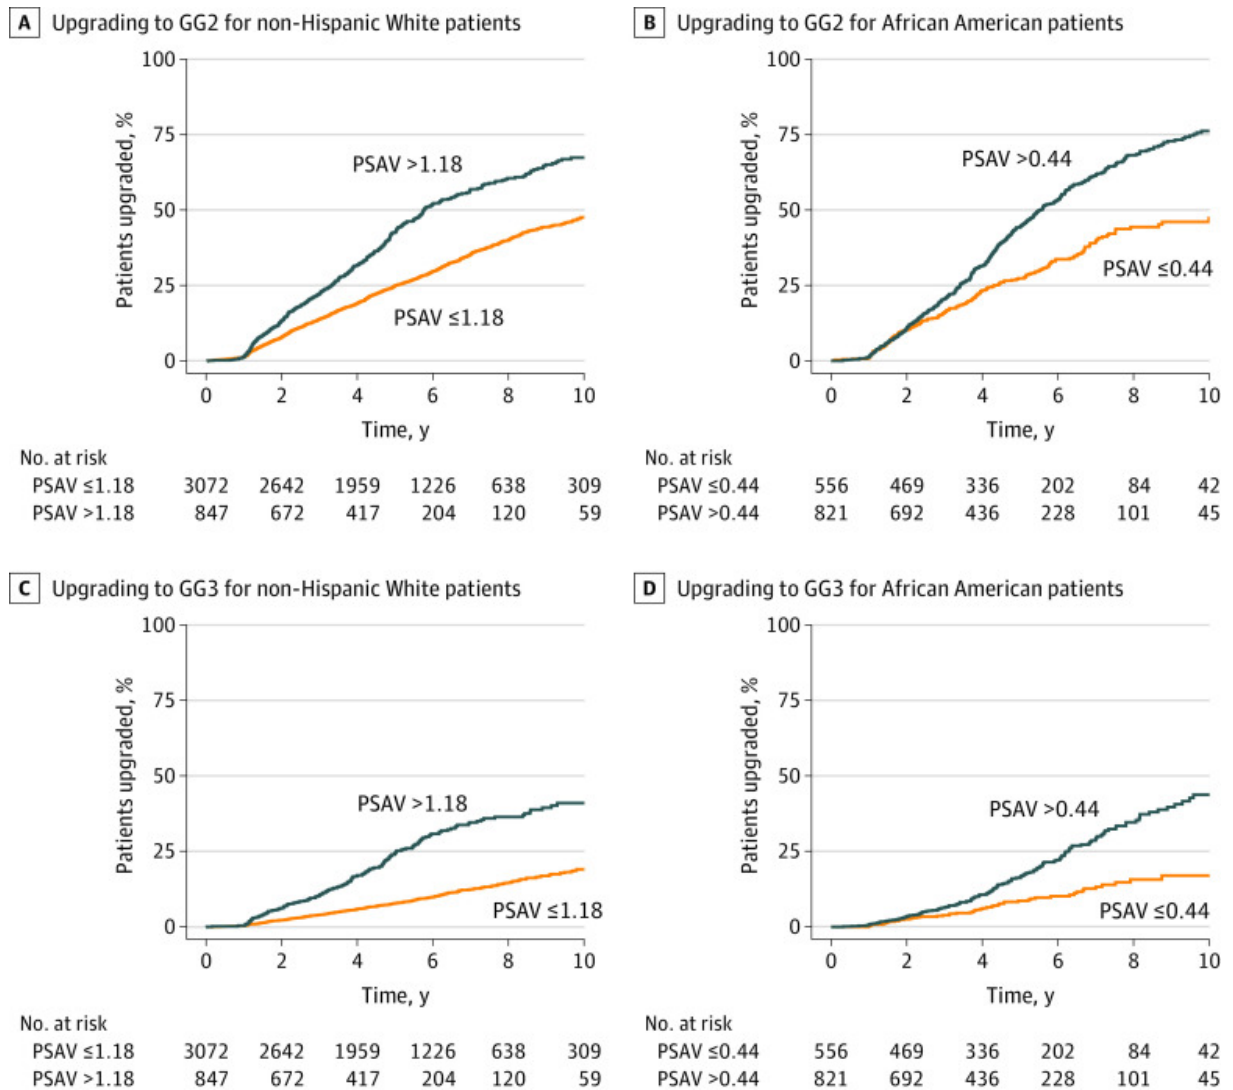 A Upgrading to GG2 for non-Hispanic White patients
100
75
50
25
0
Patients upgraded, %
PSAV >1.18
PSAV ≤1.18
0 2 4 6 8 10
Time, y
No. at risk
PSAV ≤1.18 3072 2642 1959 1226 638 309
PSAV >1.18 847 672 417 204 120 59
B Upgrading to GG2 for African American patients
100
75
50
25
0
Patients upgraded, %
PSAV >0.44
PSAV ≤0.44
0 2 4 6 8 10
Time, y
No. at risk
PSAV ≤0.44 556 469 336 202 84 42
PSAV >0.44 821 692 436 228 101 45
C Upgrading to GG3 for non-Hispanic White patients
100
75
50
25
0
Patients upgraded, %
PSAV >1.18
PSAV ≤1.18
0 2 4 6 8 10
Time, y
No. at risk
PSAV ≤1.18 3072 2642 1959 1226 638 309
PSAV >1.18 847 672 417 204 120 59
D Upgrading to GG3 for African American patients
100
75
50
25
0
Patients upgraded, %
PSAV >0.44
PSAV ≤0.44
0 2 4 6 8 10
Time, y
No. at risk
PSAV ≤0.44 556 469 336 202 84 42
PSAV >0.44 821 692 436 228 101 45